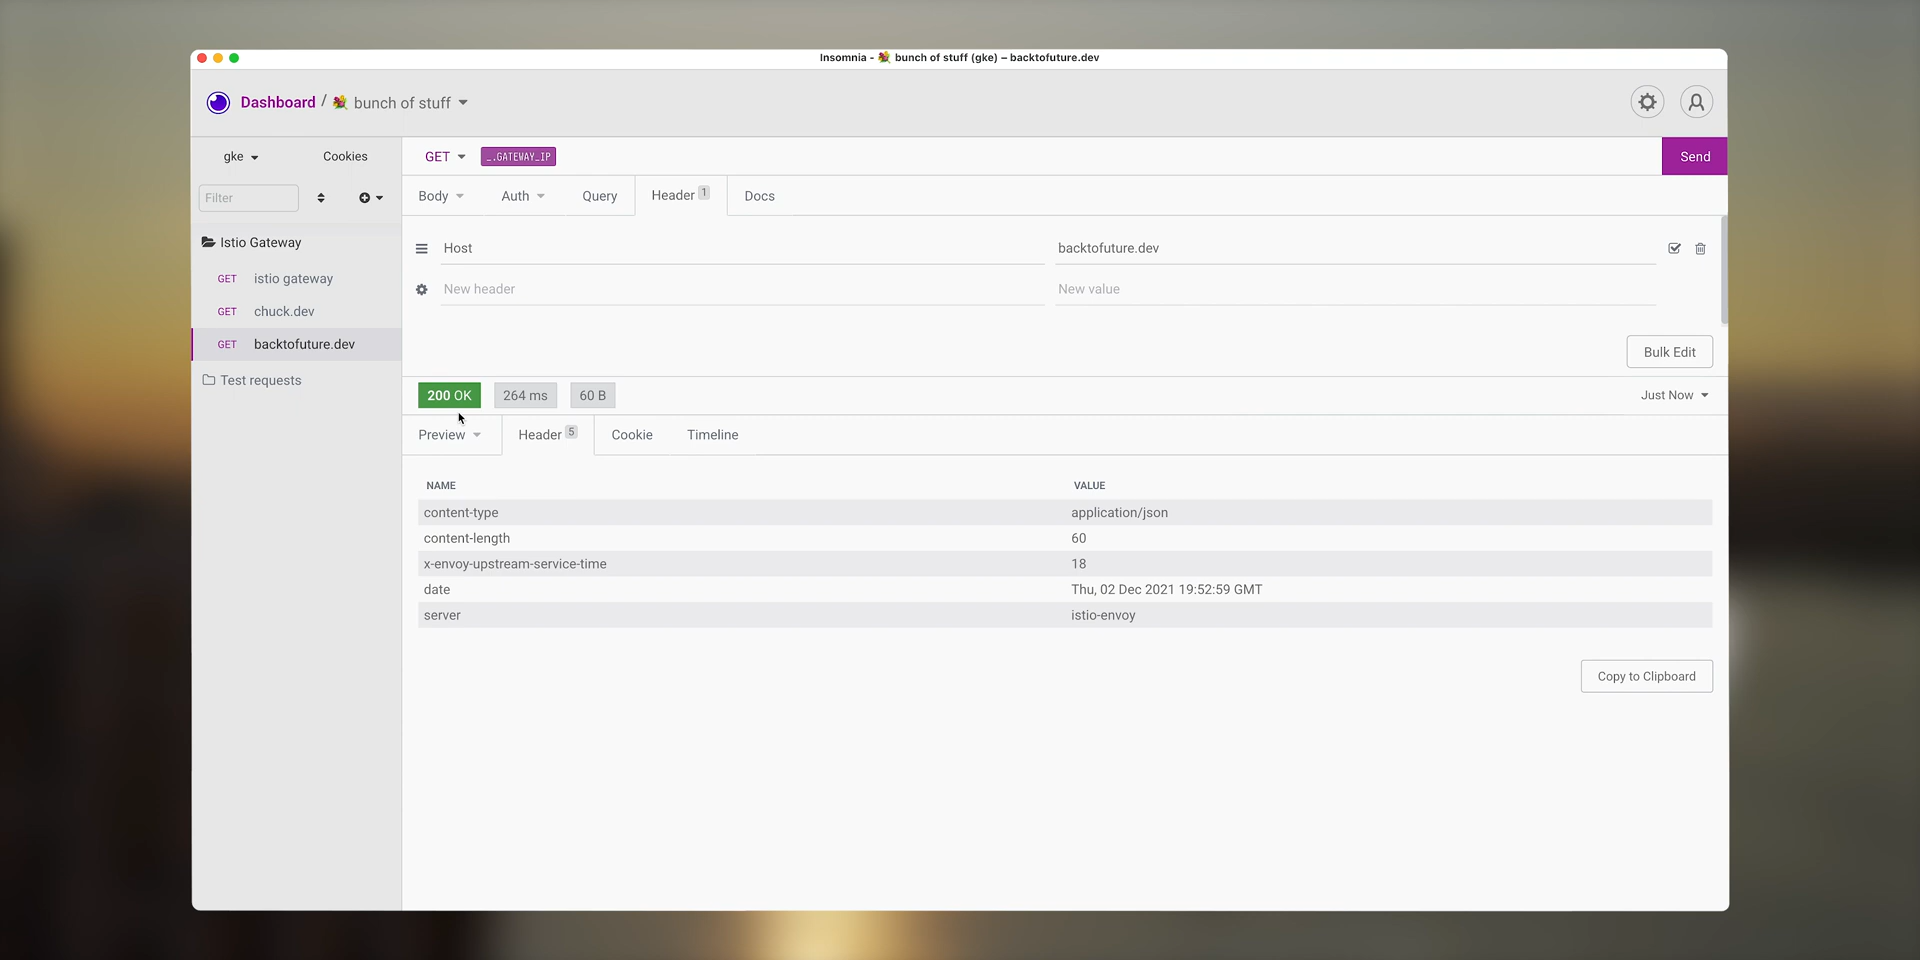 Insomnia - bunch of stuff (gke) – backtofuture.dev
Dashboard / bunch of stuff
gke Cookies
GET _.GATEWAY_IP Send
Filter
Body Auth Query Header 1 Docs
Istio Gateway
GET istio gateway
GET chuck.dev
GET backtofuture.dev
Test requests
Host backtofuture.dev
New header New value
Bulk Edit
200 OK 264 ms 60 B Just Now
Preview Header 5 Cookie Timeline
NAME VALUE
content-type application/json
content-length 60
x-envoy-upstream-service-time 18
date Thu, 02 Dec 2021 19:52:59 GMT
server istio-envoy
Copy to Clipboard